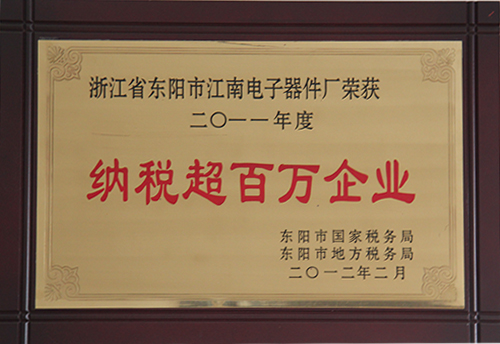 浙江省东阳市江南电子器件厂荣获
二〇一一年度
纳税超百万企业
东阳市国家税务局
东阳市地方税务局
二〇一二年二月